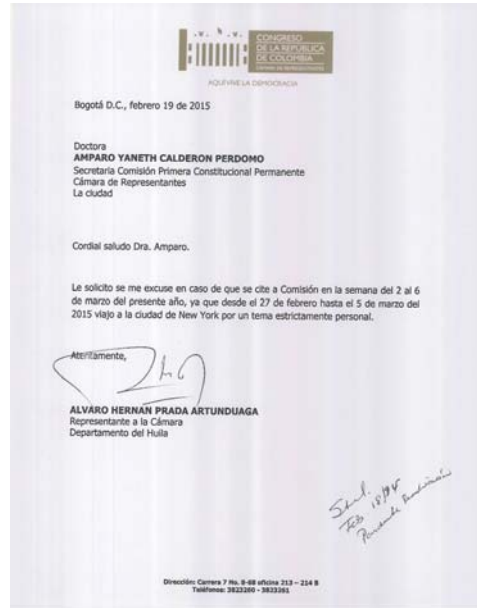 CONGRESO
DE LA REPÚBLICA
DE COLOMBIA
AQUÍVIVE LA DEMOCRACIA
Bogotá D.C., febrero 19 de 2015
Doctora
AMPARO YANETH CALDERON PERDOMO
Secretaria Comisión Primera Constitucional Permanente
Cámara de Representantes
La ciudad
Cordial saludo Dra. Amparo.
Le solicito se me excuse en caso de que se cite a Comisión en la semana del 2 al 6
de marzo del presente año, ya que desde el 27 de febrero hasta el 5 de marzo del
2015 viajo a la ciudad de New York por un tema estrictamente personal.
Atentamente,
ALVARO HERNÁN PRADA ARTUNDUAGA
Representante a la Cámara
Departamento del Huila
Feb
Dirección: Carrera 7 No. 8-68 oficina 213 – 214 B
Teléfonos: 3823260 - 3823261